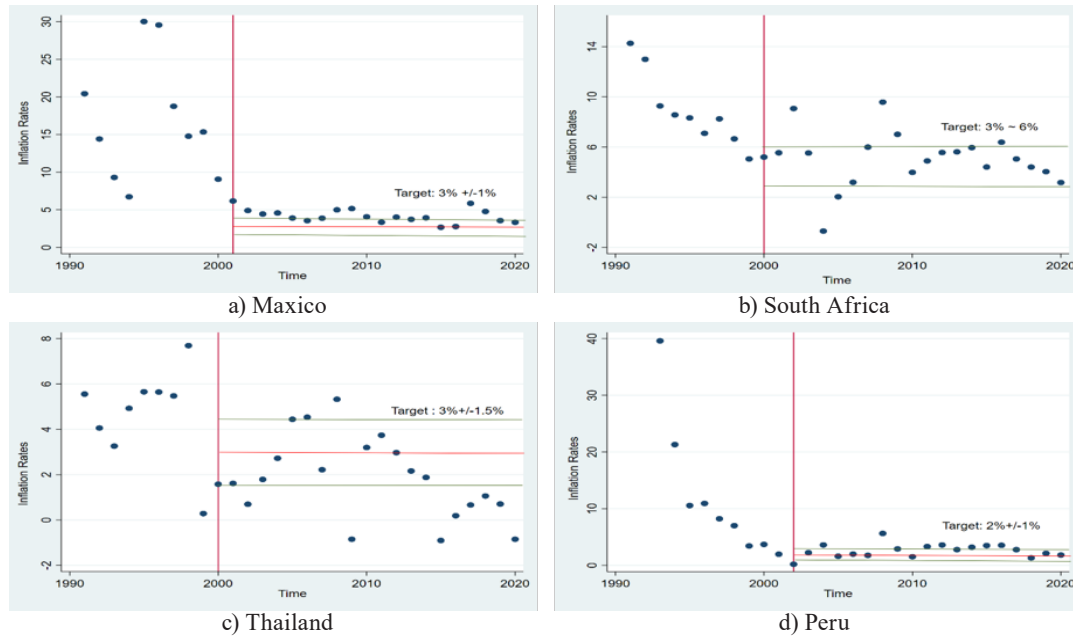 30
25
20
15
10
5
0
Inflation Rates
Target: 3% +/-1%
1990 2000 2010 2020
Time
a) Maxico
14
10
6
2
-2
Inflation Rates
Target: 3% ~ 6%
1990 2000 2010 2020
Time
b) South Africa
8
6
4
2
0
-2
Inflation Rates
Target : 3%+/-1.5%
1990 2000 2010 2020
Time
c) Thailand
40
30
20
10
0
Inflation Rates
Target: 2%+/-1%
1990 2000 2010 2020
Time
d) Peru